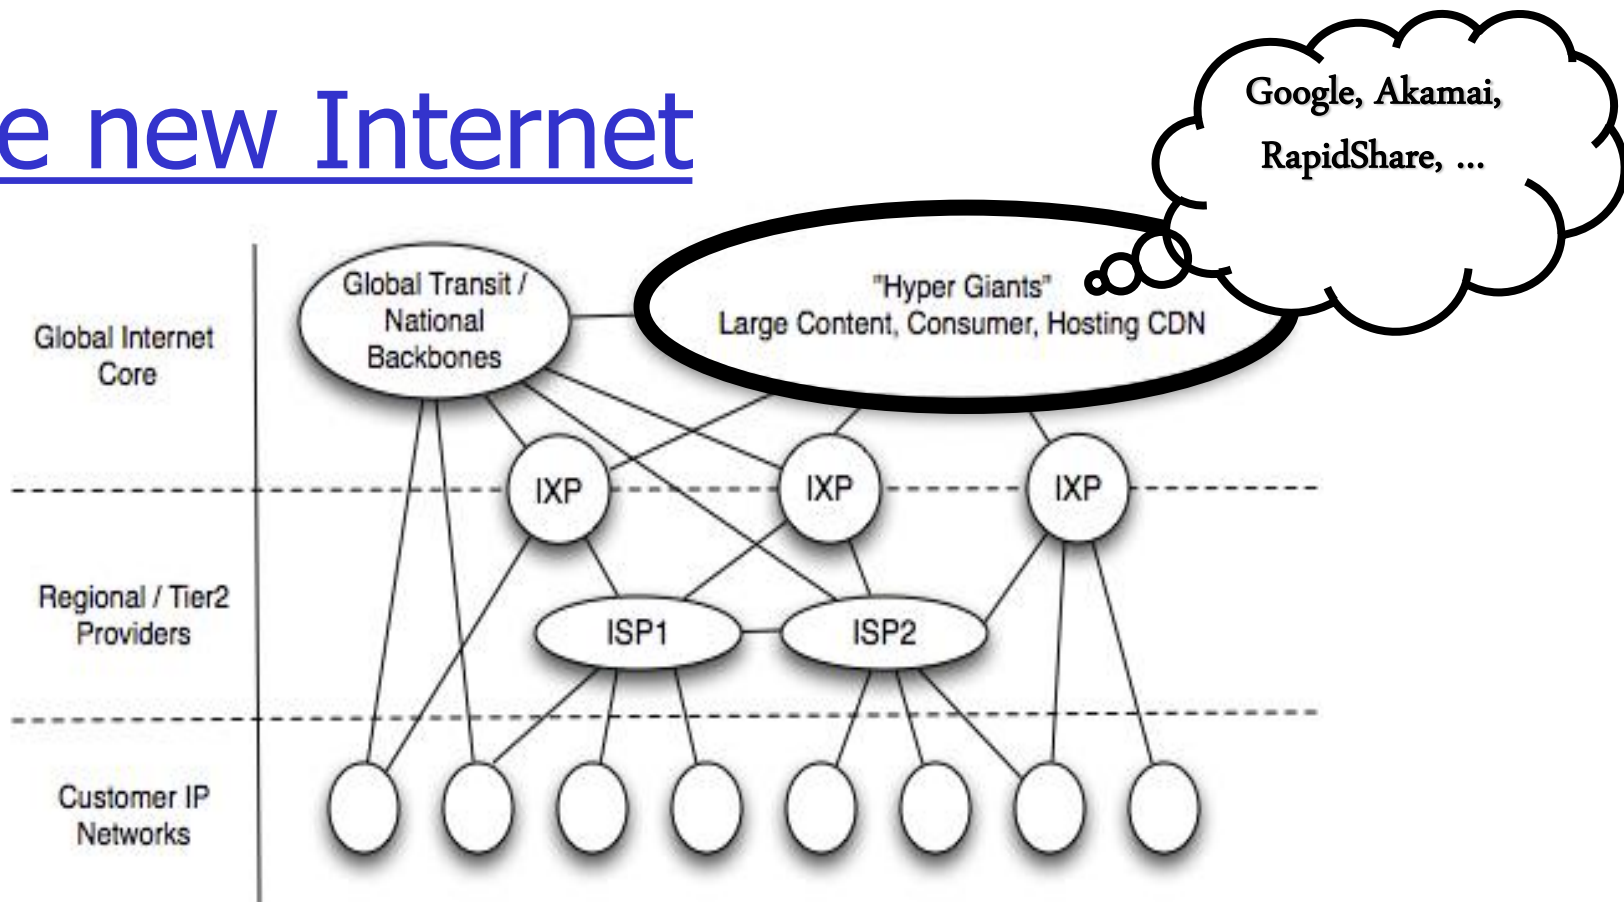 e new Internet
Google, Akamai,
RapidShare, ...
Global Transit /
National
Backbones
"Hyper Giants"
Large Content, Consumer, Hosting CDN
Global Internet
Core
IXP
IXP
IXP
Regional / Tier2
Providers
ISP1
ISP2
Customer IP
Networks